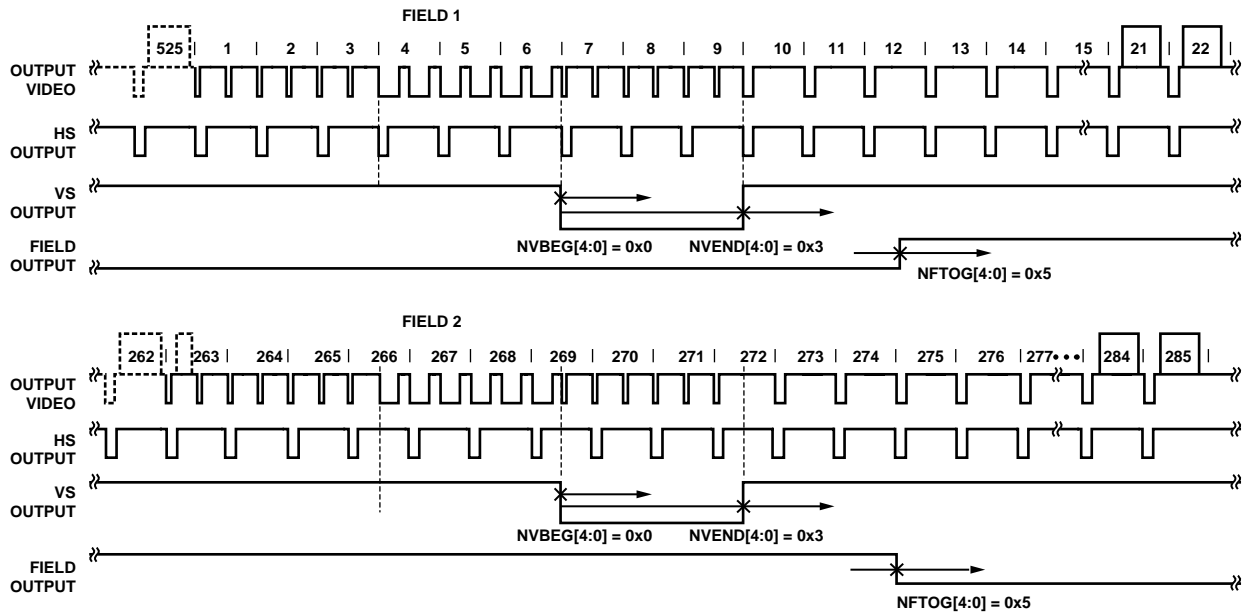 FIELD 1
525 1 2 3 4 5 6 7 8 9 10 11 12 13 14 15 21 22
OUTPUT
VIDEO
HS
OUTPUT
VS
OUTPUT
NVBEG[4:0] = 0x0 NVEND[4:0] = 0x3
FIELD
OUTPUT
NFTOG[4:0] = 0x5
FIELD 2
262 263 264 265 266 267 268 269 270 271 272 273 274 275 276 277 284 285
OUTPUT
VIDEO
HS
OUTPUT
VS
OUTPUT
NVBEG[4:0] = 0x0 NVEND[4:0] = 0x3
FIELD
OUTPUT
NFTOG[4:0] = 0x5